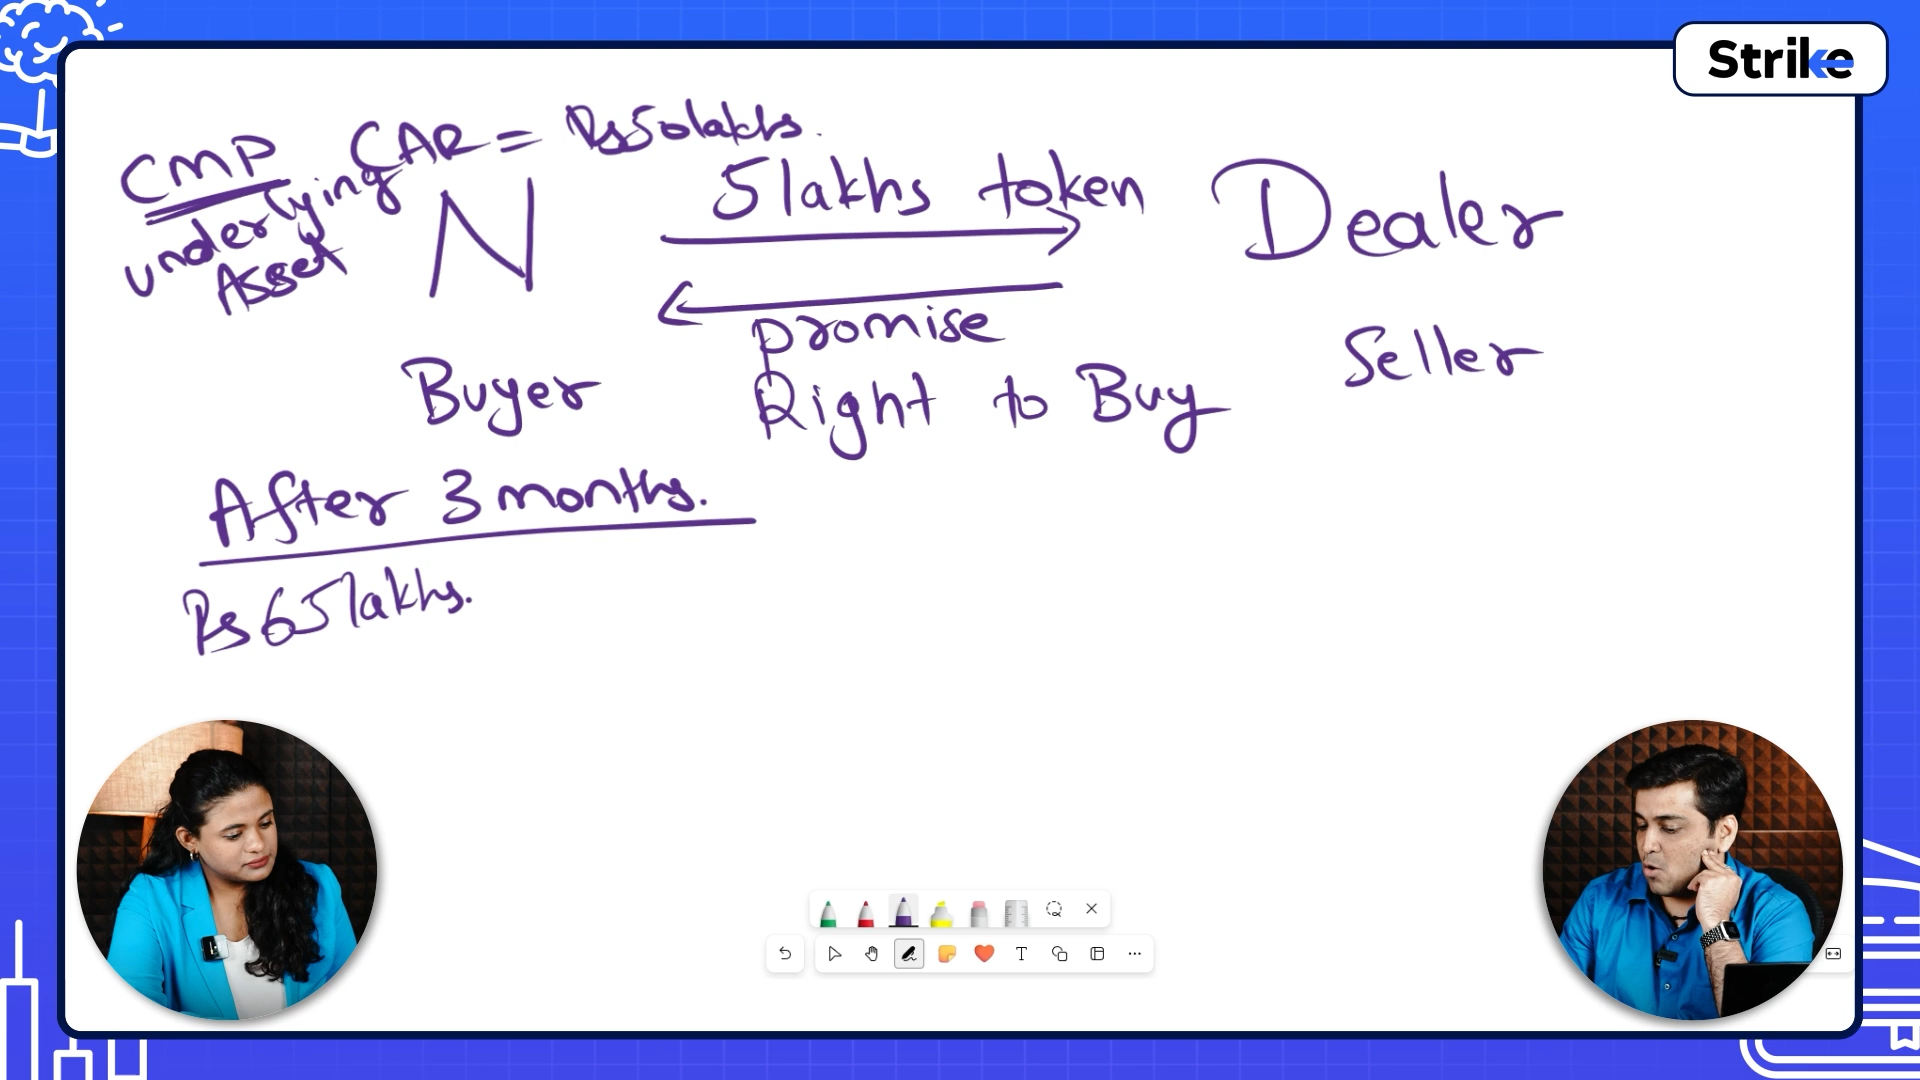 Strike
CAR = Rs 50 lakhs.
CMP
underlying
Asset
N
5 lakhs token
Dealer
promise
Buyer
Right to Buy
Seller
After 3 months.
Rs 65 lakhs.
T